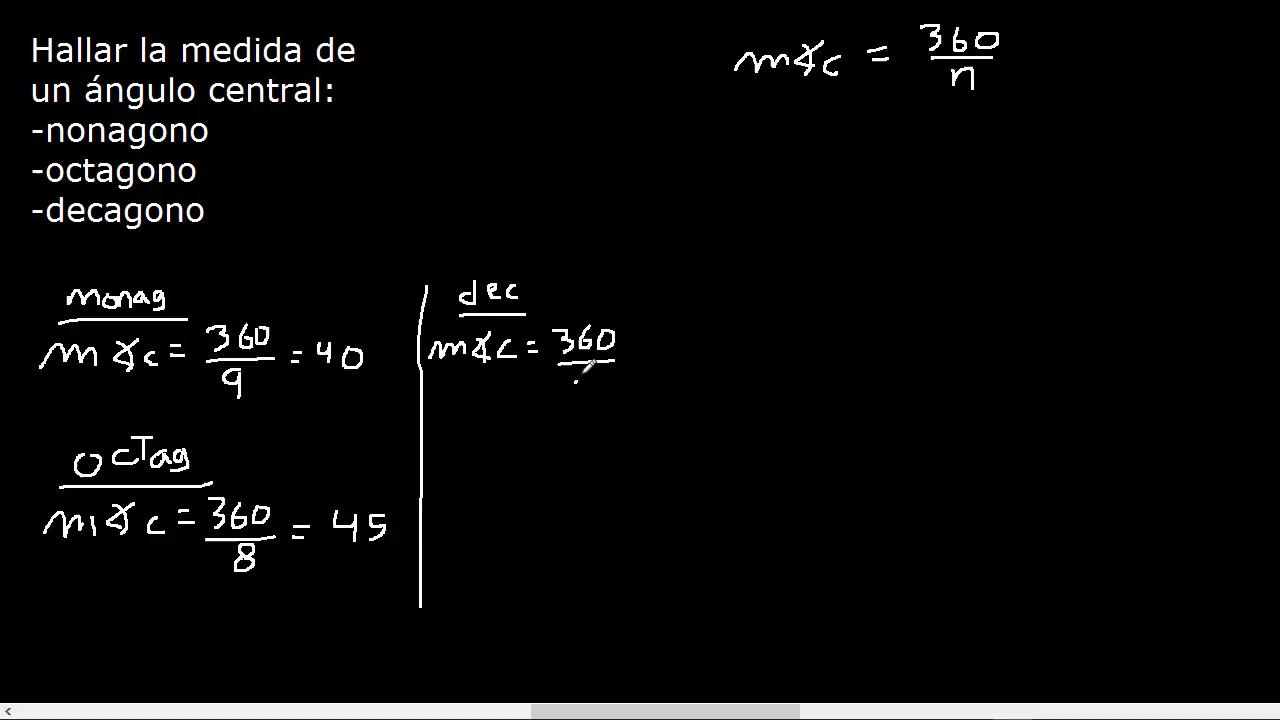 Hallar la medida de
un ángulo central:
-nonagono
-octagono
-decagono
m∡c = 360/n
nonag
m∡c = 360/9 = 40
octag
m∡c = 360/8 = 45
dec
m∡c = 360